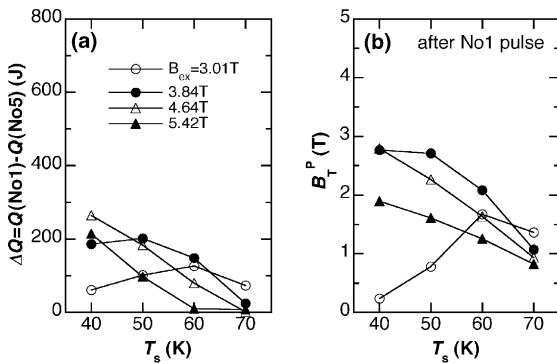 (a)
B_ex=3.01T
3.84T
4.64T
5.42T
800
600
400
200
0
ΔQ=Q(No1)-Q(No5) (J)
40 50 60 70
T_s (K)
(b)
after No1 pulse
5
4
3
2
1
0
B_T^P (T)
40 50 60 70
T_s (K)